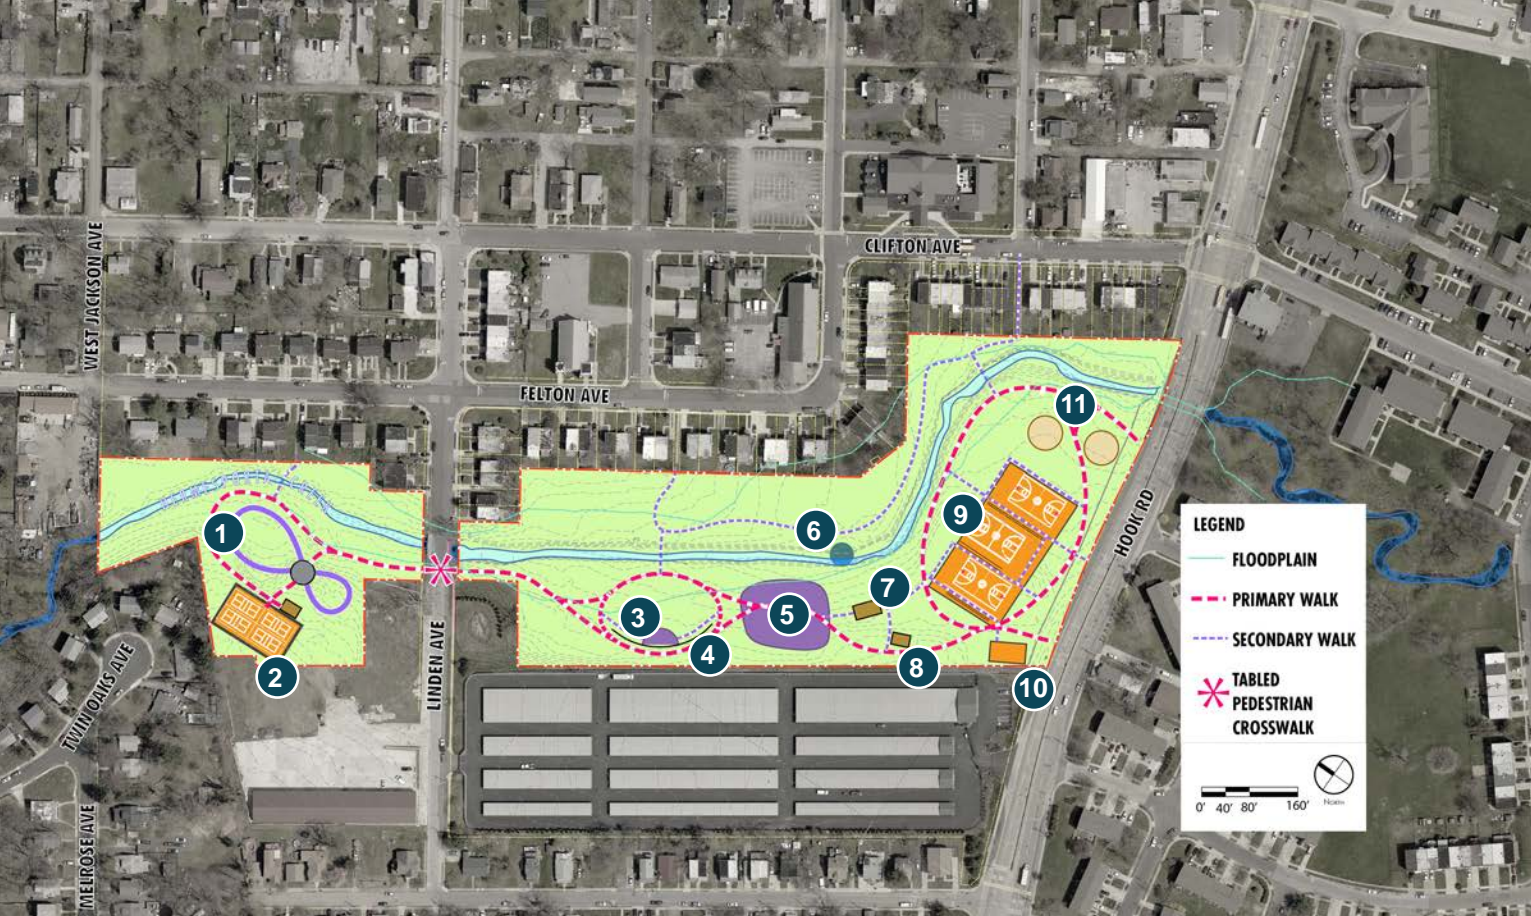 CLIFTON AVE
WEST JACKSON AVE
FELTON AVE
11
9
6
1
HOOK RD
7
3
5
4
8
2
10
LINDEN AVE
TWIN OAKS AVE
MELROSE AVE
LEGEND
FLOODPLAIN
PRIMARY WALK
SECONDARY WALK
TABLED
PEDESTRIAN
CROSSWALK
0' 40' 80' 160'
NORTH